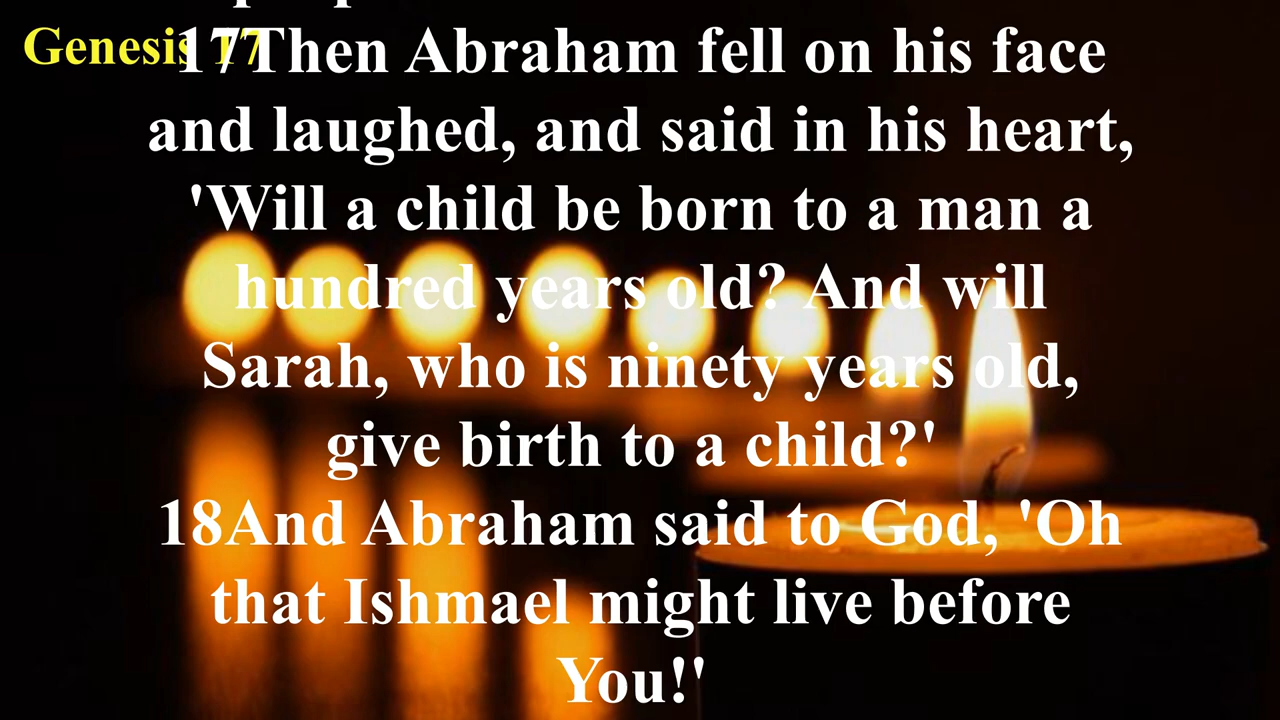 Genesis 17
17Then Abraham fell on his face
and laughed, and said in his heart,
'Will a child be born to a man a
hundred years old? And will
Sarah, who is ninety years old,
give birth to a child?'
18And Abraham said to God, 'Oh
that Ishmael might live before
You!'